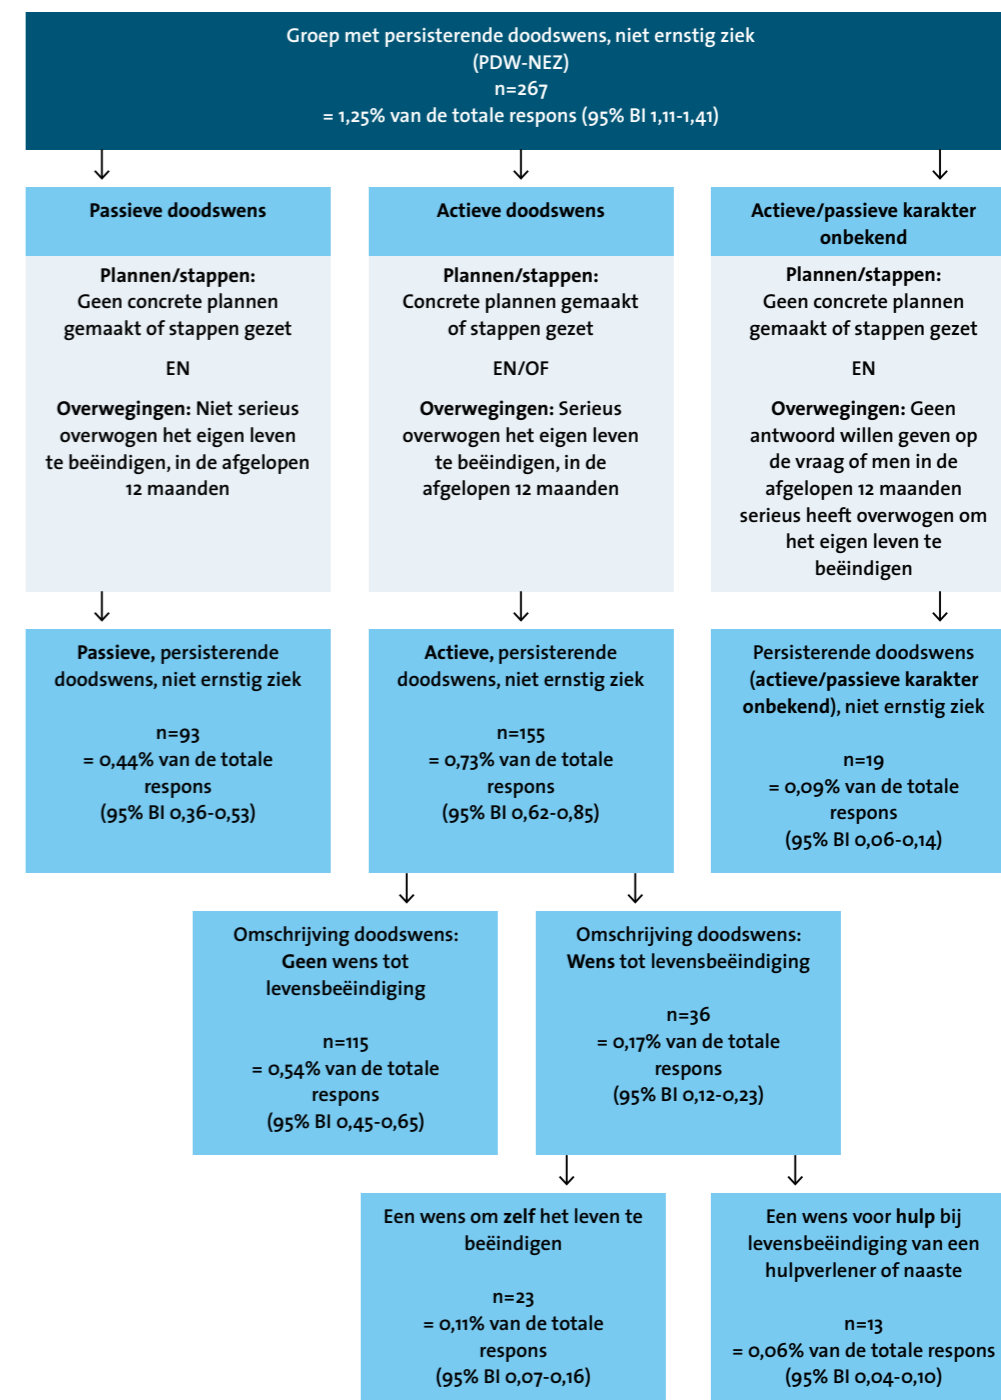 Groep met persisterende doodswens, niet ernstig ziek
(PDW-NEZ)
n=267
= 1,25% van de totale respons (95% BI 1,11-1,41)
Passieve doodswens
Plannen/stappen:
Geen concrete plannen
gemaakt of stappen gezet
EN
Overwegingen: Niet serieus
overwogen het eigen leven
te beëindigen, in de afgelopen
12 maanden
Actieve doodswens
Plannen/stappen:
Concrete plannen gemaakt
of stappen gezet
EN/OF
Overwegingen: Serieus
overwogen het eigen leven
te beëindigen, in de
afgelopen 12 maanden
Actieve/passieve karakter
onbekend
Plannen/stappen:
Geen concrete plannen
gemaakt of stappen gezet
EN
Overwegingen: Geen
antwoord willen geven op
de vraag of men in de
afgelopen 12 maanden
serieus heeft overwogen om
het eigen leven te
beëindigen
Passieve, persisterende
doodswens, niet ernstig ziek
n=93
= 0,44% van de totale
respons
(95% BI 0,36-0,53)
Actieve, persisterende
doodswens, niet ernstig ziek
n=155
= 0,73% van de totale
respons
(95% BI 0,62-0,85)
Persisterende doodswens
(actieve/passieve karakter
onbekend), niet ernstig ziek
n=19
= 0,09% van de totale
respons
(95% BI 0,06-0,14)
Omschrijving doodswens:
Geen wens tot
levensbeëindiging
n=115
= 0,54% van de totale
respons
(95% BI 0,45-0,65)
Omschrijving doodswens:
Wens tot levensbeëindiging
n=36
= 0,17% van de totale
respons
(95% BI 0,12-0,23)
Een wens om zelf het leven te
beëindigen
n=23
= 0,11% van de totale
respons
(95% BI 0,07-0,16)
Een wens voor hulp bij
levensbeëindiging van een
hulpverlener of naaste
n=13
= 0,06% van de totale respons
(95% BI 0,04-0,10)